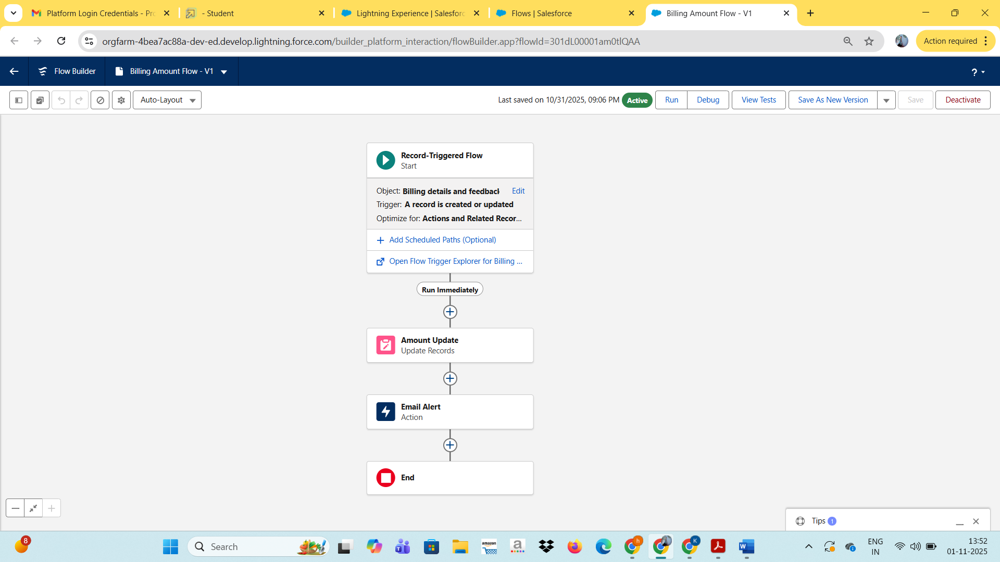 Platform Login Credentials - Pro
- Student
Lightning Experience | Salesforc
Flows | Salesforce
Billing Amount Flow - V1
orgfarm-4bea7ac88a-dev-ed.develop.lightning.force.com/builder_platform_interaction/flowBuilder.app?flowId=301dL00001am0tlQAA
Action required
Flow Builder
Billing Amount Flow - V1
?
Auto-Layout
Last saved on 10/31/2025, 09:06 PM
Active
Run
Debug
View Tests
Save As New Version
Save
Deactivate
Record-Triggered Flow
Start
Object: Billing details and feedback
Edit
Trigger: A record is created or updated
Optimize for: Actions and Related Recor...
Add Scheduled Paths (Optional)
Open Flow Trigger Explorer for Billing ...
Run Immediately
Amount Update
Update Records
Email Alert
Action
End
Tips 1
8
Search
amazon
a
h
K
ENG
IN
13:52
01-11-2025